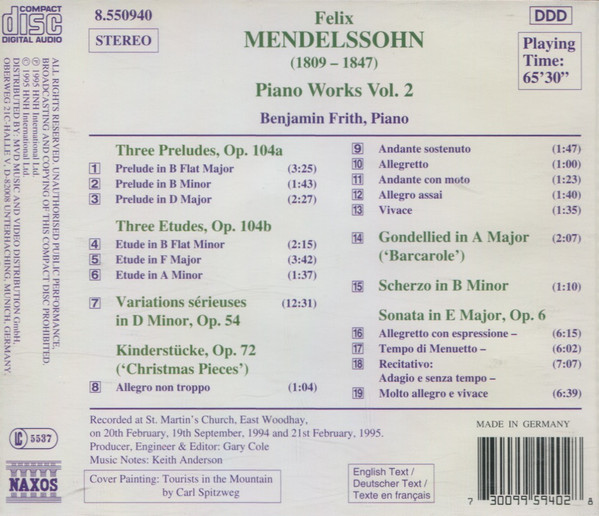 COMPACT
disc
DIGITAL AUDIO
8.550940
STEREO
Felix
MENDELSSOHN
(1809 – 1847)
Piano Works Vol. 2
Benjamin Frith, Piano
DDD
Playing
Time:
65'30"
ALL RIGHTS RESERVED. UNAUTHORISED PUBLIC PERFORMANCE,
BROADCASTING AND COPYING OF THIS COMPACT DISC PROHIBITED.
℗ 1995 HNH International Ltd.
© 1995 HNH International Ltd.
DISTRIBUTED BY: MVD MUSIC AND VIDEO DISTRIBUTION GmbH,
OBERWEG 21C-HALLE V, D-82008 UNTERHACHING, MUNICH, GERMANY.
Three Preludes, Op. 104a
1 Prelude in B Flat Major (3:25)
2 Prelude in B Minor (1:43)
3 Prelude in D Major (2:27)
Three Etudes, Op. 104b
4 Etude in B Flat Minor (2:15)
5 Etude in F Major (3:42)
6 Etude in A Minor (1:37)
7 Variations sérieuses (12:31)
in D Minor, Op. 54
Kinderstücke, Op. 72
('Christmas Pieces')
8 Allegro non troppo (1:04)
9 Andante sostenuto (1:47)
10 Allegretto (1:00)
11 Andante con moto (1:23)
12 Allegro assai (1:40)
13 Vivace (1:35)
14 Gondellied in A Major (2:07)
('Barcarole')
15 Scherzo in B Minor (1:10)
Sonata in E Major, Op. 6
16 Allegretto con espressione – (6:15)
17 Tempo di Menuetto – (6:02)
18 Recitativo: (7:07)
Adagio e senza tempo –
19 Molto allegro e vivace (6:39)
Recorded at St. Martin's Church, East Woodhay,
on 20th February, 19th September, 1994 and 21st February, 1995.
Producer, Engineer & Editor: Gary Cole
Music Notes: Keith Anderson
Cover Painting: Tourists in the Mountain
by Carl Spitzweg
LC 5537
NAXOS
English Text /
Deutscher Text /
Texte en français
MADE IN GERMANY
7 30099 59402 8